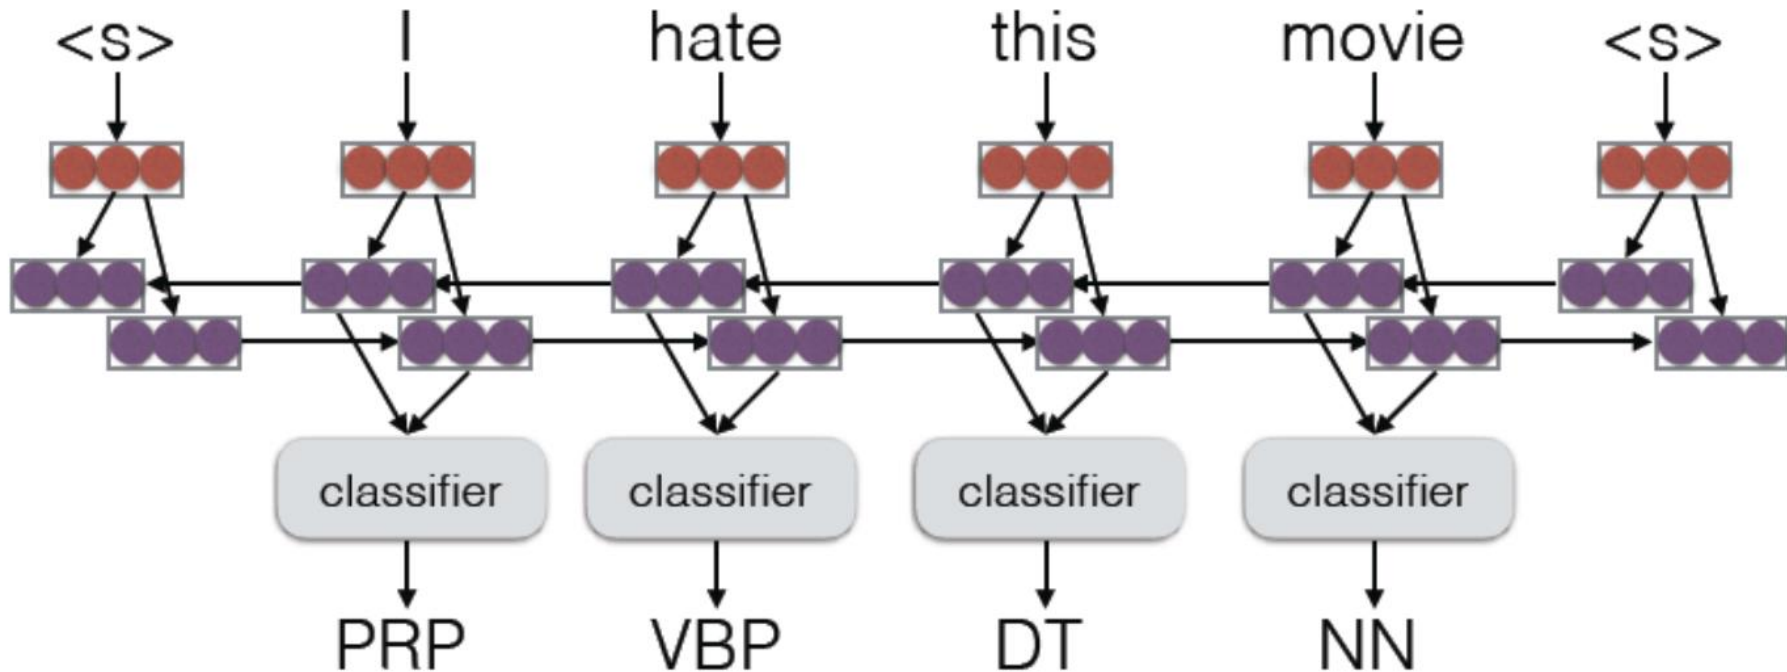 <s> I hate this movie <s>
classifier classifier classifier classifier
PRP VBP DT NN